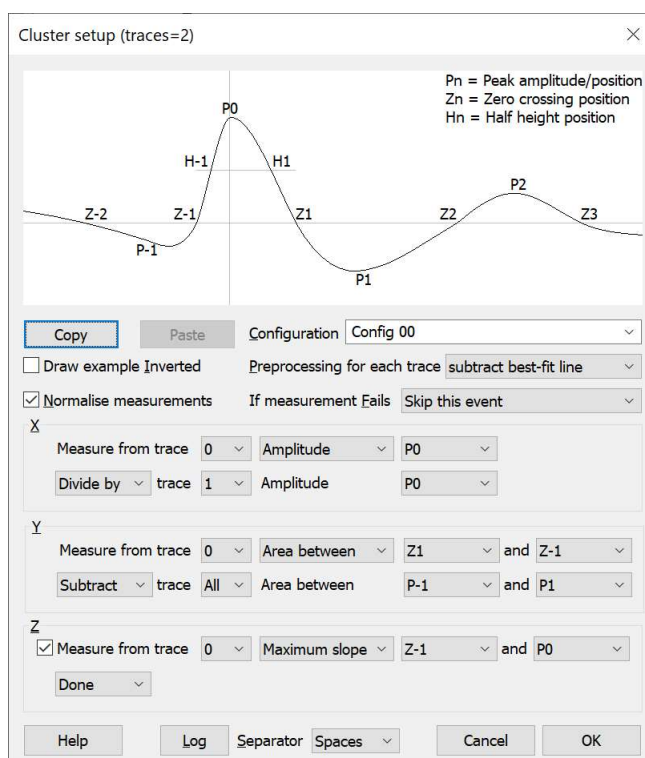 Cluster setup (traces=2)
Pn = Peak amplitude/position
Zn = Zero crossing position
Hn = Half height position
P0
H-1 H1
P2
Z-2 Z-1 Z1 Z2 Z3
P-1
P1
Copy Paste Configuration Config 00
Draw example Inverted Preprocessing for each trace subtract best-fit line
Normalise measurements If measurement Fails Skip this event
X
Measure from trace 0 Amplitude P0
Divide by trace 1 Amplitude P0
Y
Measure from trace 0 Area between Z1 and Z-1
Subtract trace All Area between P-1 and P1
Z
Measure from trace 0 Maximum slope Z-1 and P0
Done
Help Log Separator Spaces Cancel OK